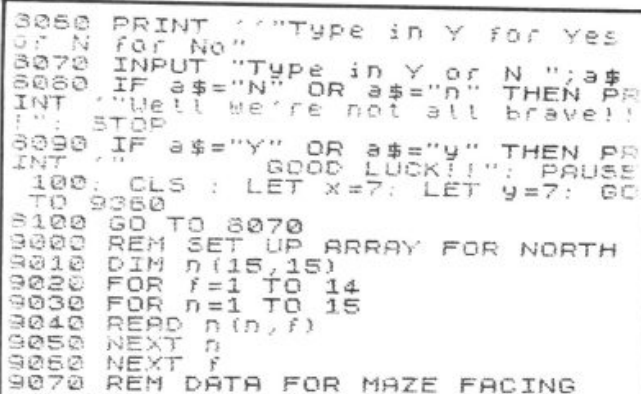 8060 PRINT ''"Type in Y for Yes
or N for No"
8070 INPUT "Type in Y or N ";a$
8080 IF a$="N" OR a$="n" THEN PR
INT '"Well we're not all brave!!
!": STOP
8090 IF a$="Y" OR a$="y" THEN PR
INT '"        GOOD LUCK!!": PAUSE
 100: CLS : LET x=7: LET y=7: GO
 TO 9360
8100 GO TO 8070
9000 REM SET UP ARRAY FOR NORTH
9010 DIM n(15,15)
9020 FOR f=1 TO 14
9030 FOR n=1 TO 15
9040 READ n(n,f)
9050 NEXT n
9060 NEXT f
9070 REM DATA FOR MAZE FACING